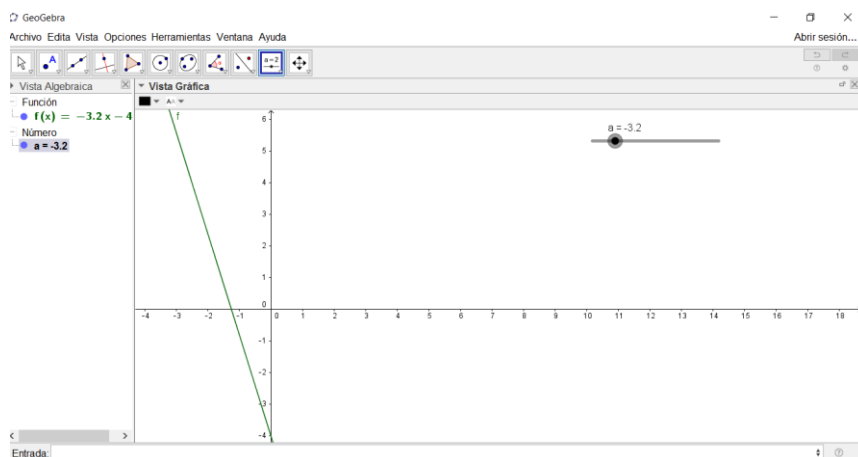 GeoGebra
Archivo Edita Vista Opciones Herramientas Ventana Ayuda
Abrir sesión...
A
a=2
Vista Algebraica
Vista Gráfica
Función
f(x) = −3.2 x − 4
Número
a = -3.2
f
a = -3.2
6
5
4
3
2
1
0
-4 -3 -2 -1 0 1 2 3 4 5 6 7 8 9 10 11 12 13 14 15 16 17 18
-1
-2
-3
-4
Entrada: